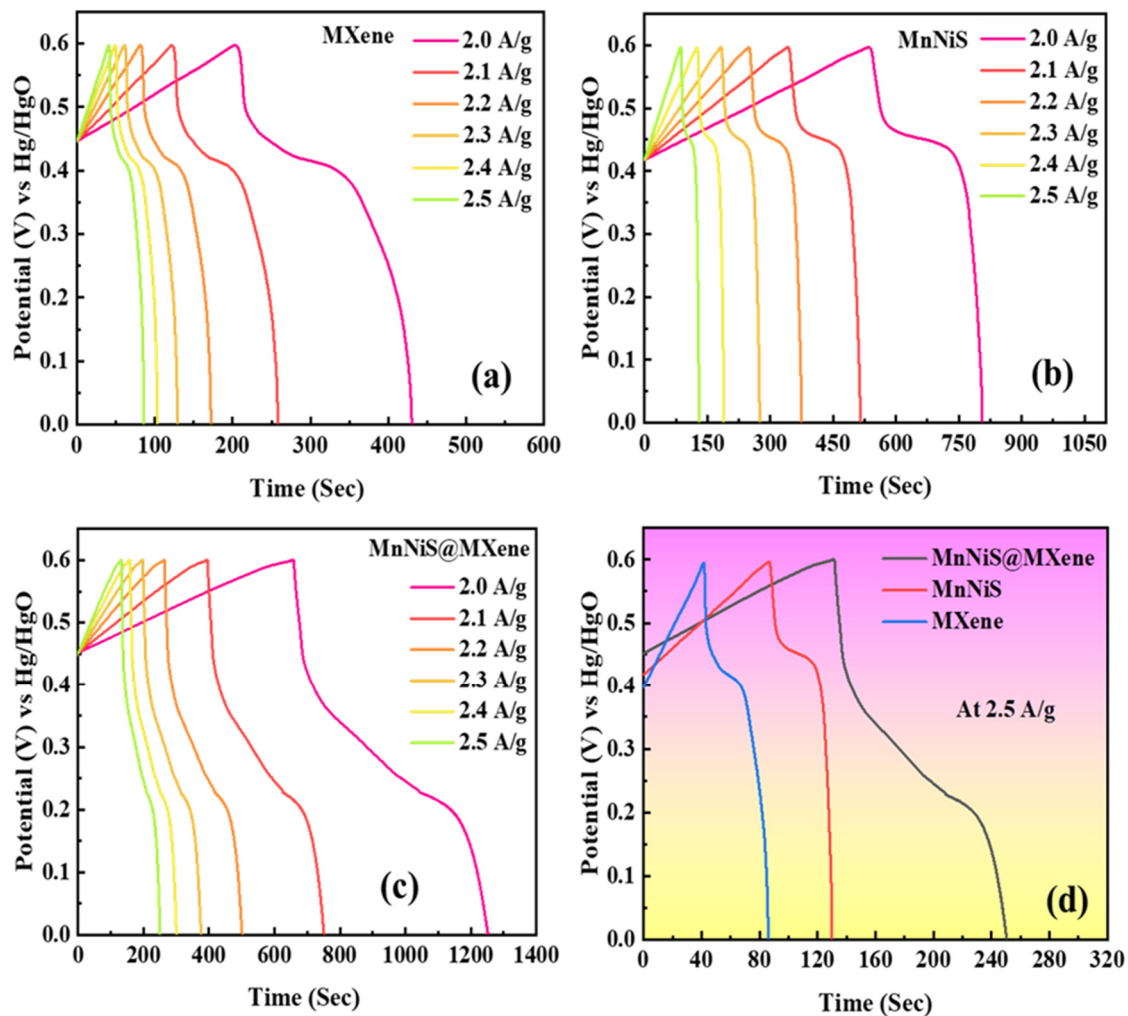 MXene
2.0 A/g
2.1 A/g
2.2 A/g
2.3 A/g
2.4 A/g
2.5 A/g
(a)
0.6
0.5
0.4
0.3
0.2
0.1
0.0
Potential (V) vs Hg/HgO
0 100 200 300 400 500 600
Time (Sec)
MnNiS
2.0 A/g
2.1 A/g
2.2 A/g
2.3 A/g
2.4 A/g
2.5 A/g
(b)
0.6
0.5
0.4
0.3
0.2
0.1
0.0
Potential (V) vs Hg/HgO
0 150 300 450 600 750 900 1050
Time (Sec)
MnNiS@MXene
2.0 A/g
2.1 A/g
2.2 A/g
2.3 A/g
2.4 A/g
2.5 A/g
(c)
0.6
0.5
0.4
0.3
0.2
0.1
0.0
Potential (V) vs Hg/HgO
0 200 400 600 800 1000 1200 1400
Time (Sec)
MnNiS@MXene
MnNiS
MXene
At 2.5 A/g
(d)
0.6
0.5
0.4
0.3
0.2
0.1
0.0
Potential (V) vs Hg/HgO
0 40 80 120 160 200 240 280 320
Time (Sec)